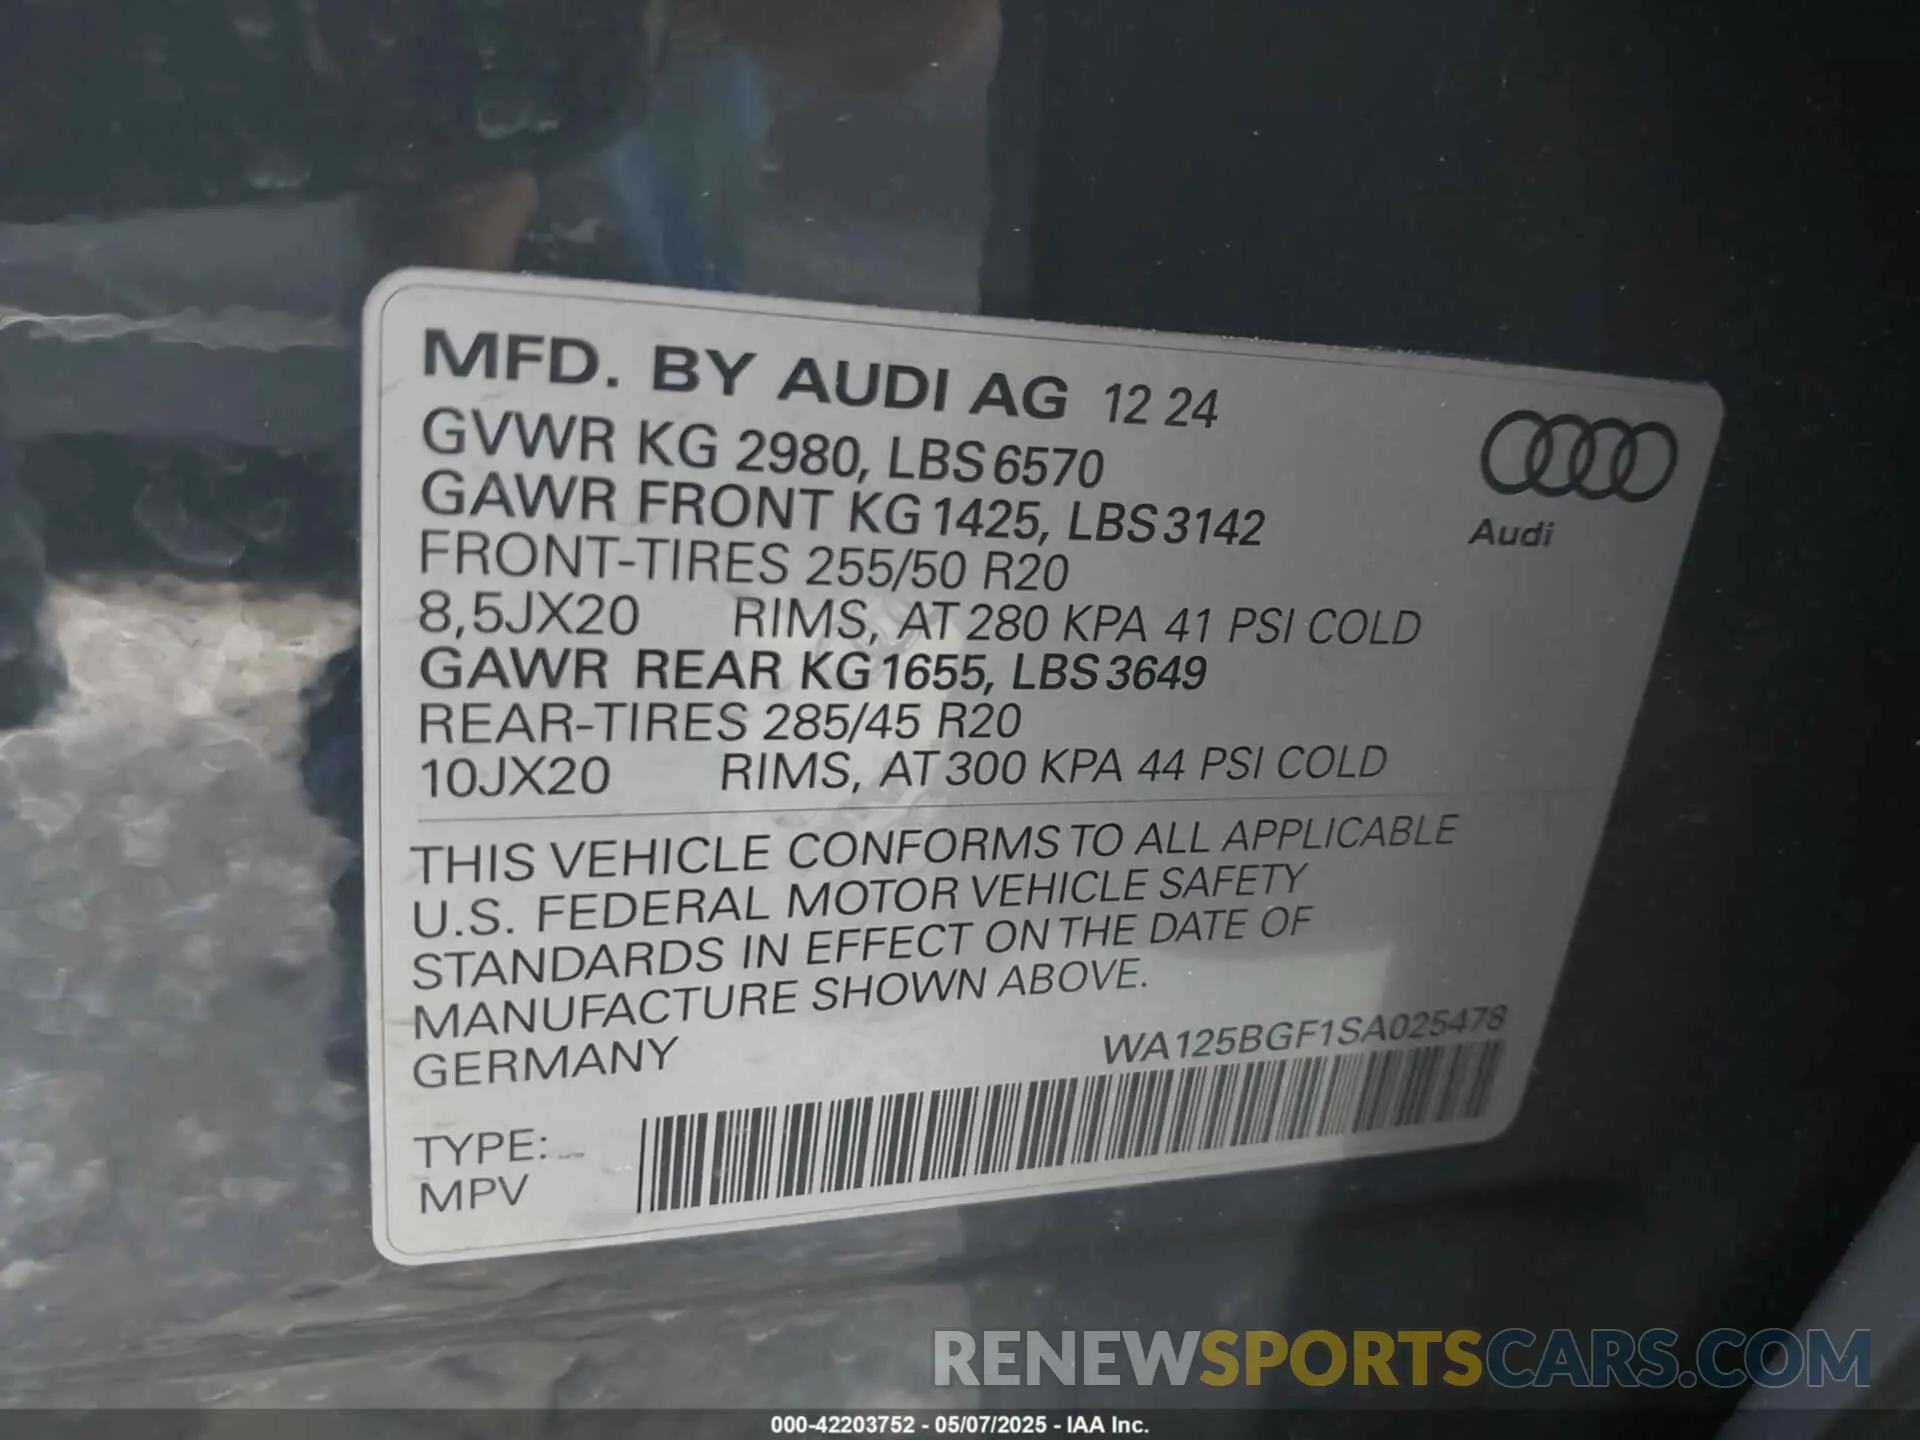 MFD. BY AUDI AG 12 24
GVWR KG 2980, LBS 6570
GAWR FRONT KG 1425, LBS 3142
FRONT-TIRES 255/50 R20
8,5JX20 RIMS, AT 280 KPA 41 PSI COLD
GAWR REAR KG 1655, LBS 3649
REAR-TIRES 285/45 R20
10JX20 RIMS, AT 300 KPA 44 PSI COLD
Audi
THIS VEHICLE CONFORMS TO ALL APPLICABLE
U.S. FEDERAL MOTOR VEHICLE SAFETY
STANDARDS IN EFFECT ON THE DATE OF
MANUFACTURE SHOWN ABOVE.
GERMANY
WA125BGF1SA025478
TYPE:
MPV
RENEWSPORTSCARS.COM
000-42203752 - 05/07/2025 - IAA Inc.